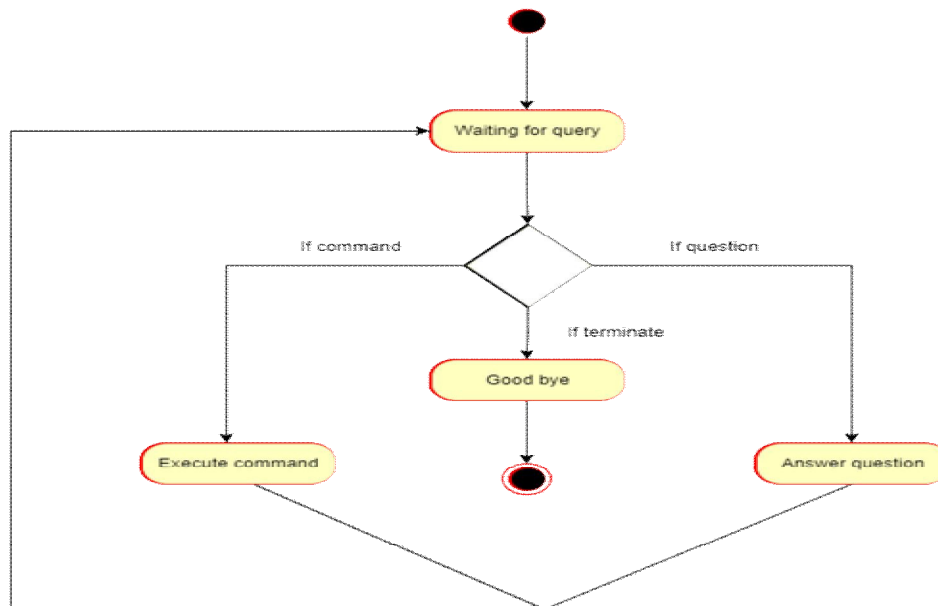 Waiting for query
If command
If question
If terminate
Good bye
Execute command
Answer question